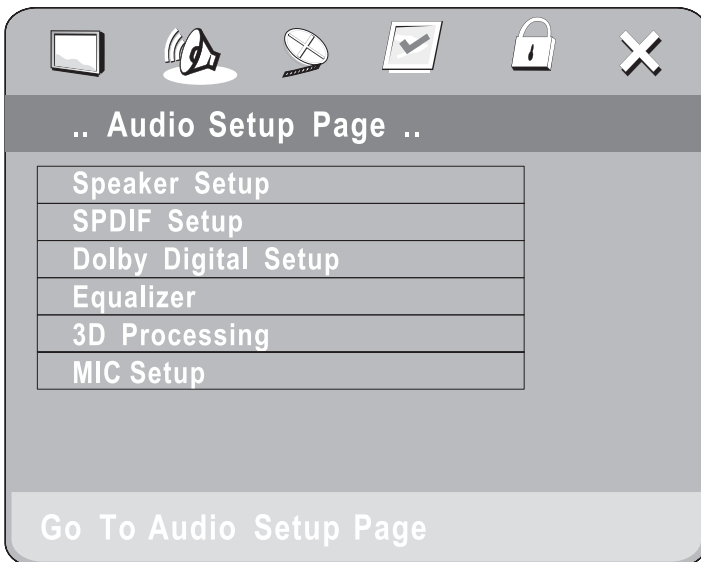 .. Audio Setup Page ..
Speaker Setup
SPDIF Setup
Dolby Digital Setup
Equalizer
3D Processing
MIC Setup
Go To Audio Setup Page